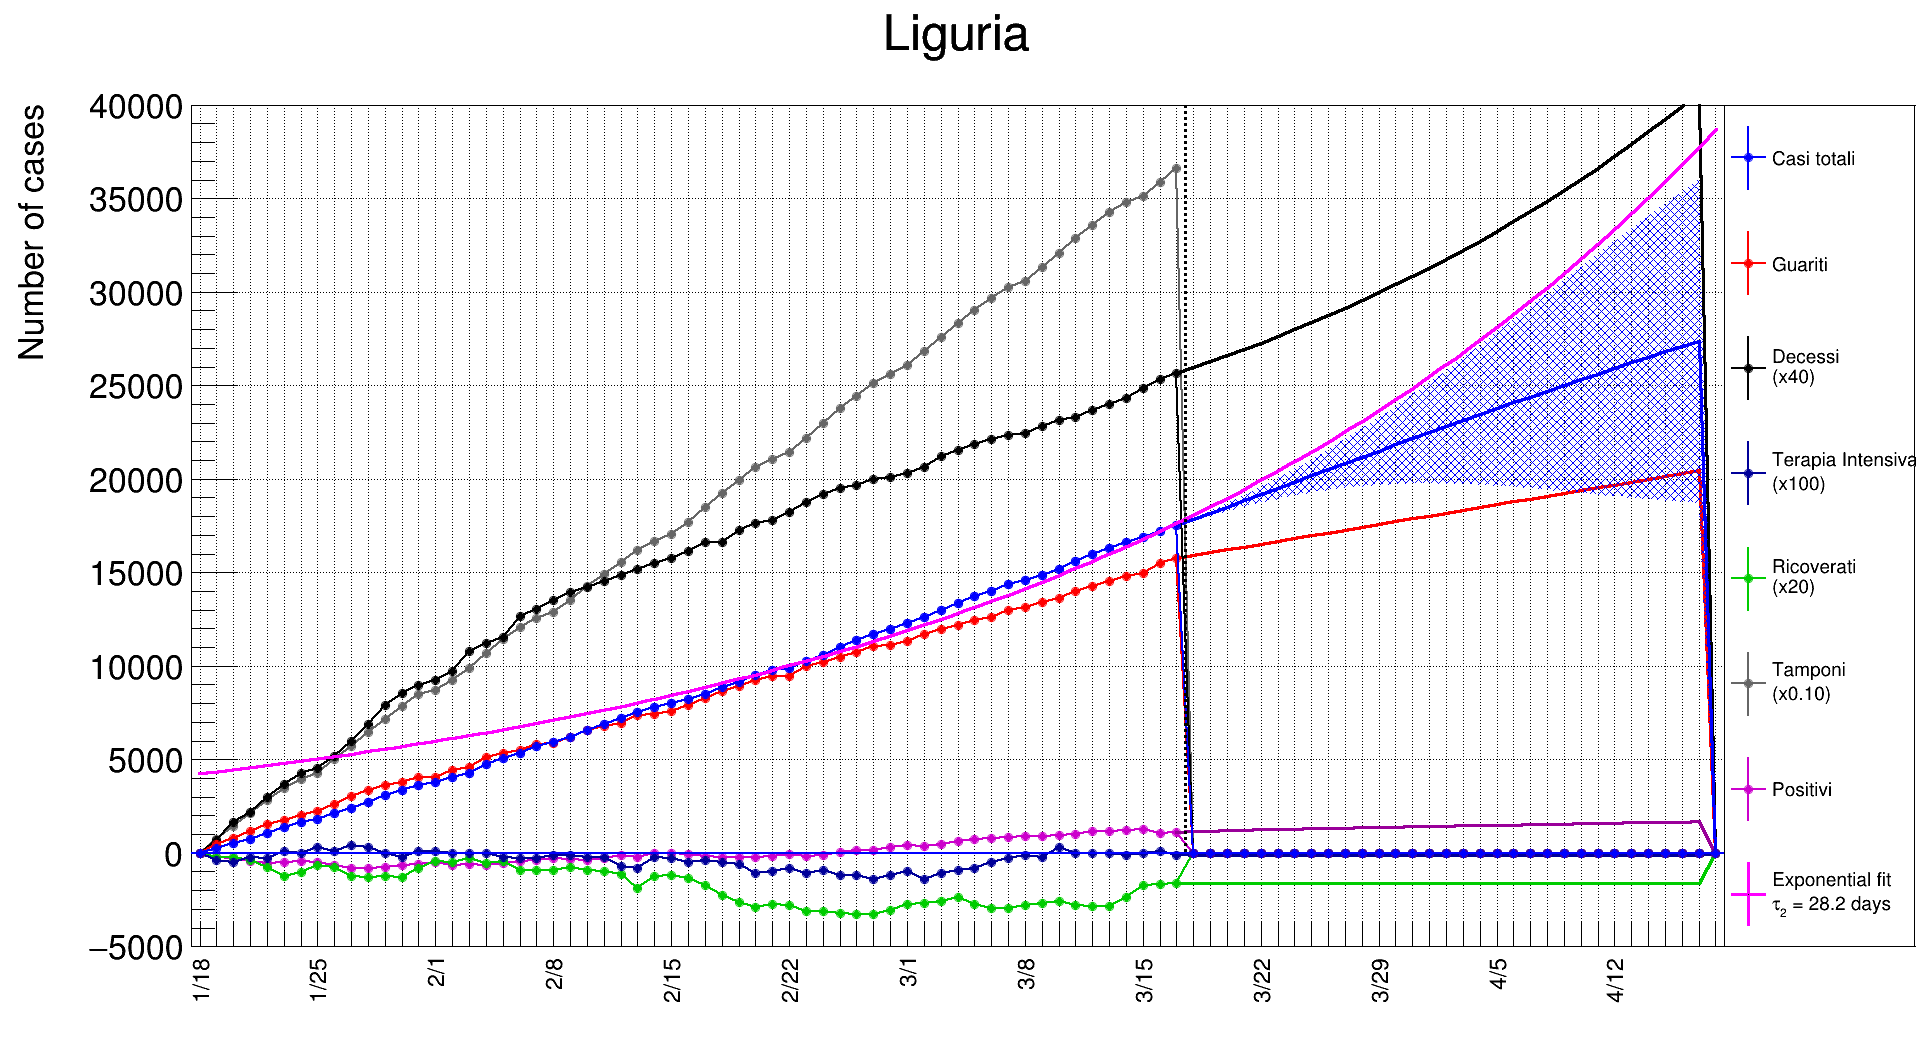 Liguria
Number of cases
40000
35000
30000
25000
20000
15000
10000
5000
0
−5000
1/18
1/25
2/1
2/8
2/15
2/22
3/1
3/8
3/15
3/22
3/29
4/5
4/12
Casi totali
Guariti
Decessi
(x40)
Terapia Intensiva
(x100)
Ricoverati
(x20)
Tamponi
(x0.10)
Positivi
Exponential fit
τ2 = 28.2 days